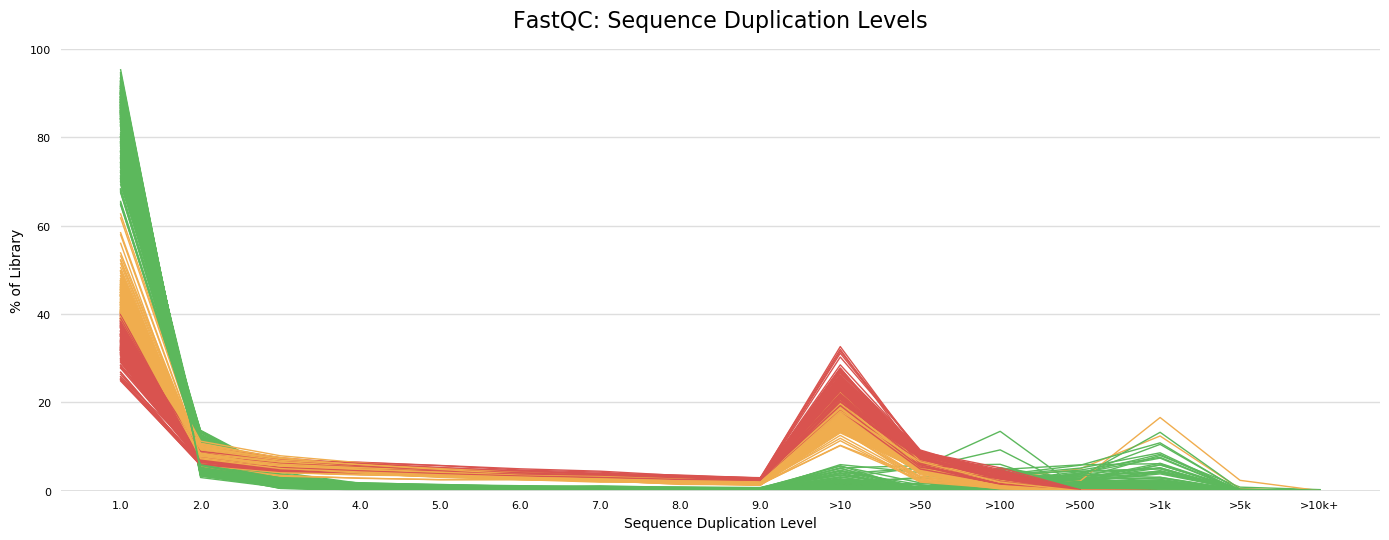 FastQC: Sequence Duplication Levels
100
80
60
40
20
0
% of Library
1.0 2.0 3.0 4.0 5.0 6.0 7.0 8.0 9.0 >10 >50 >100 >500 >1k >5k >10k+
Sequence Duplication Level